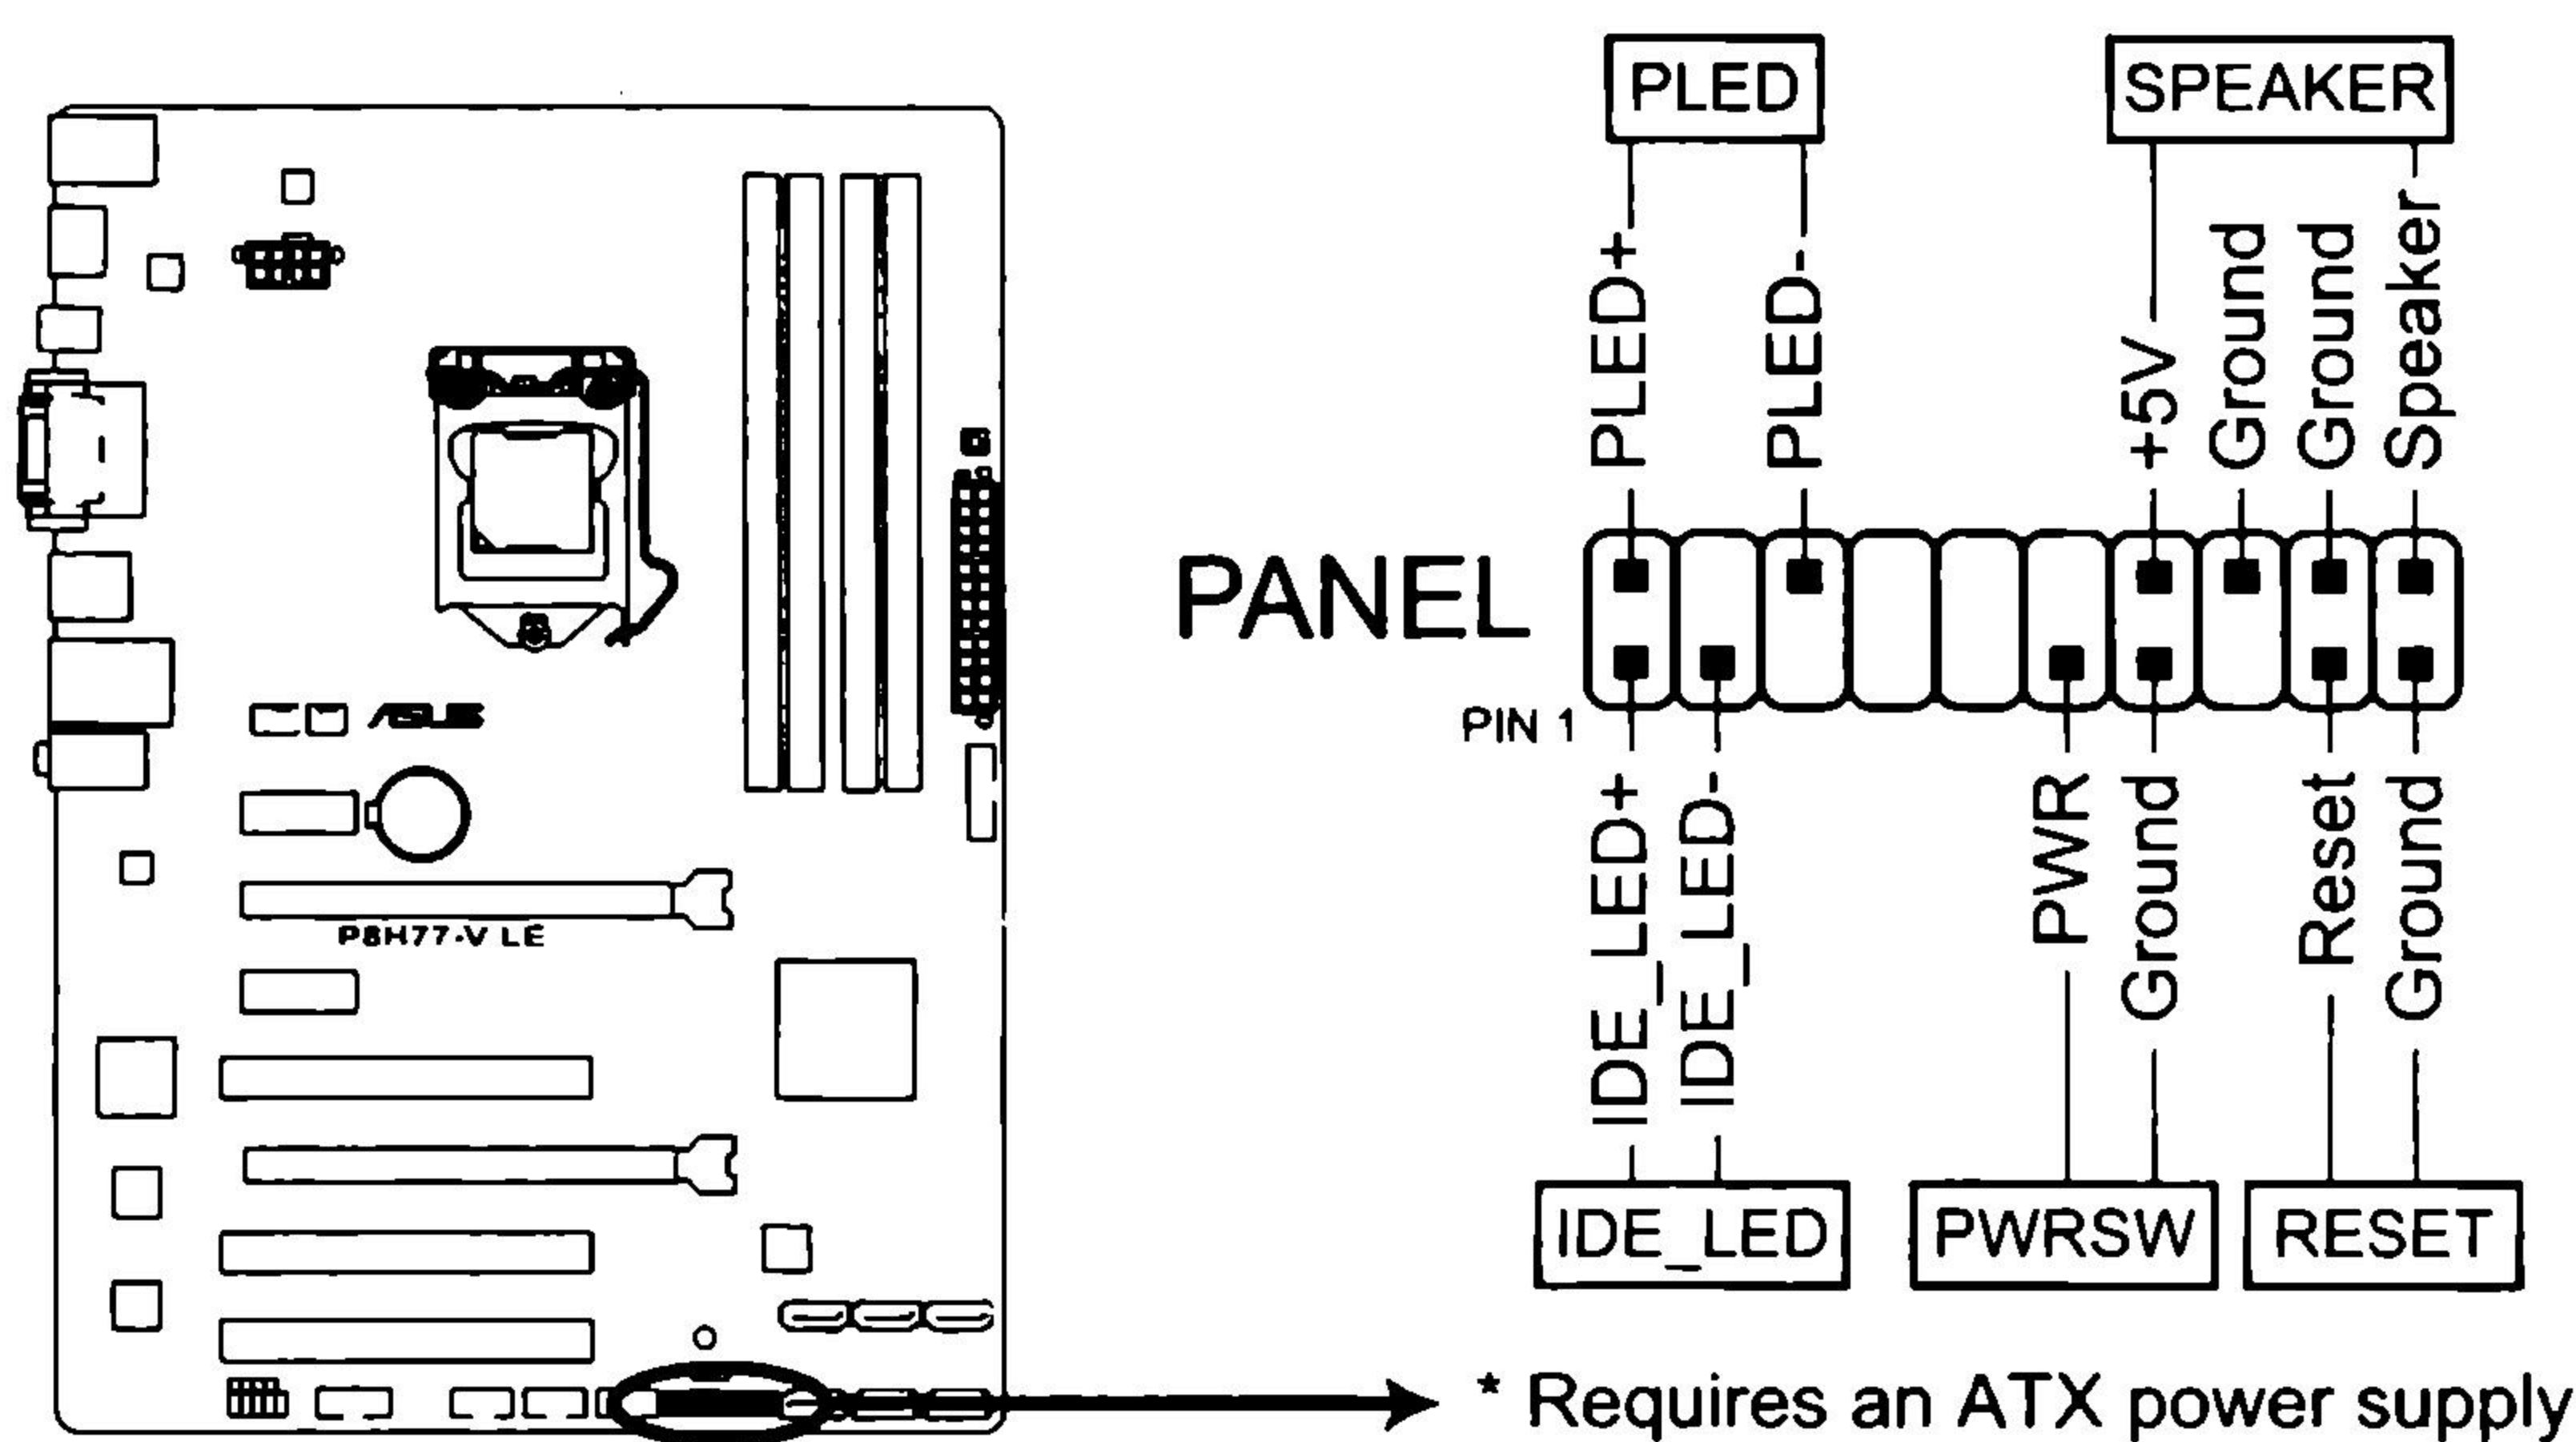 PLED
SPEAKER
PLED+
PLED-
+5V
Ground
Ground
Speaker
PANEL
PIN 1
IDE_LED+
IDE_LED-
PWR
Ground
Reset
Ground
IDE_LED
PWRSW
RESET
ASUS
P8H77-V LE
* Requires an ATX power supply